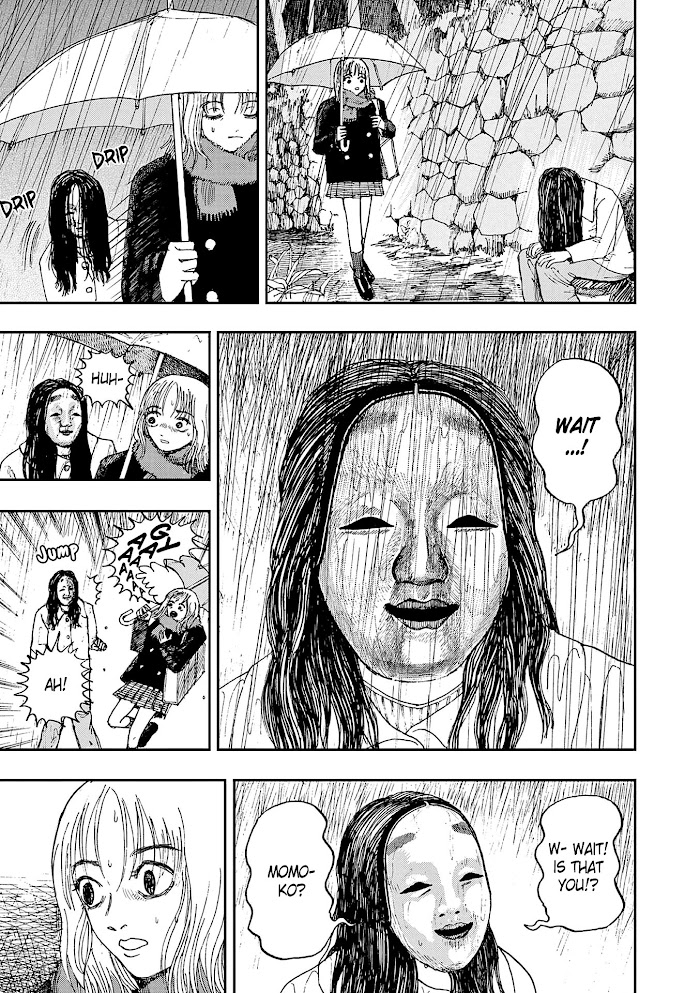 DRIP
DRIP
WAIT
...!
HUH-
JUMP
AH!
W- WAIT!
IS THAT
YOU!?
MOMO-
KO?